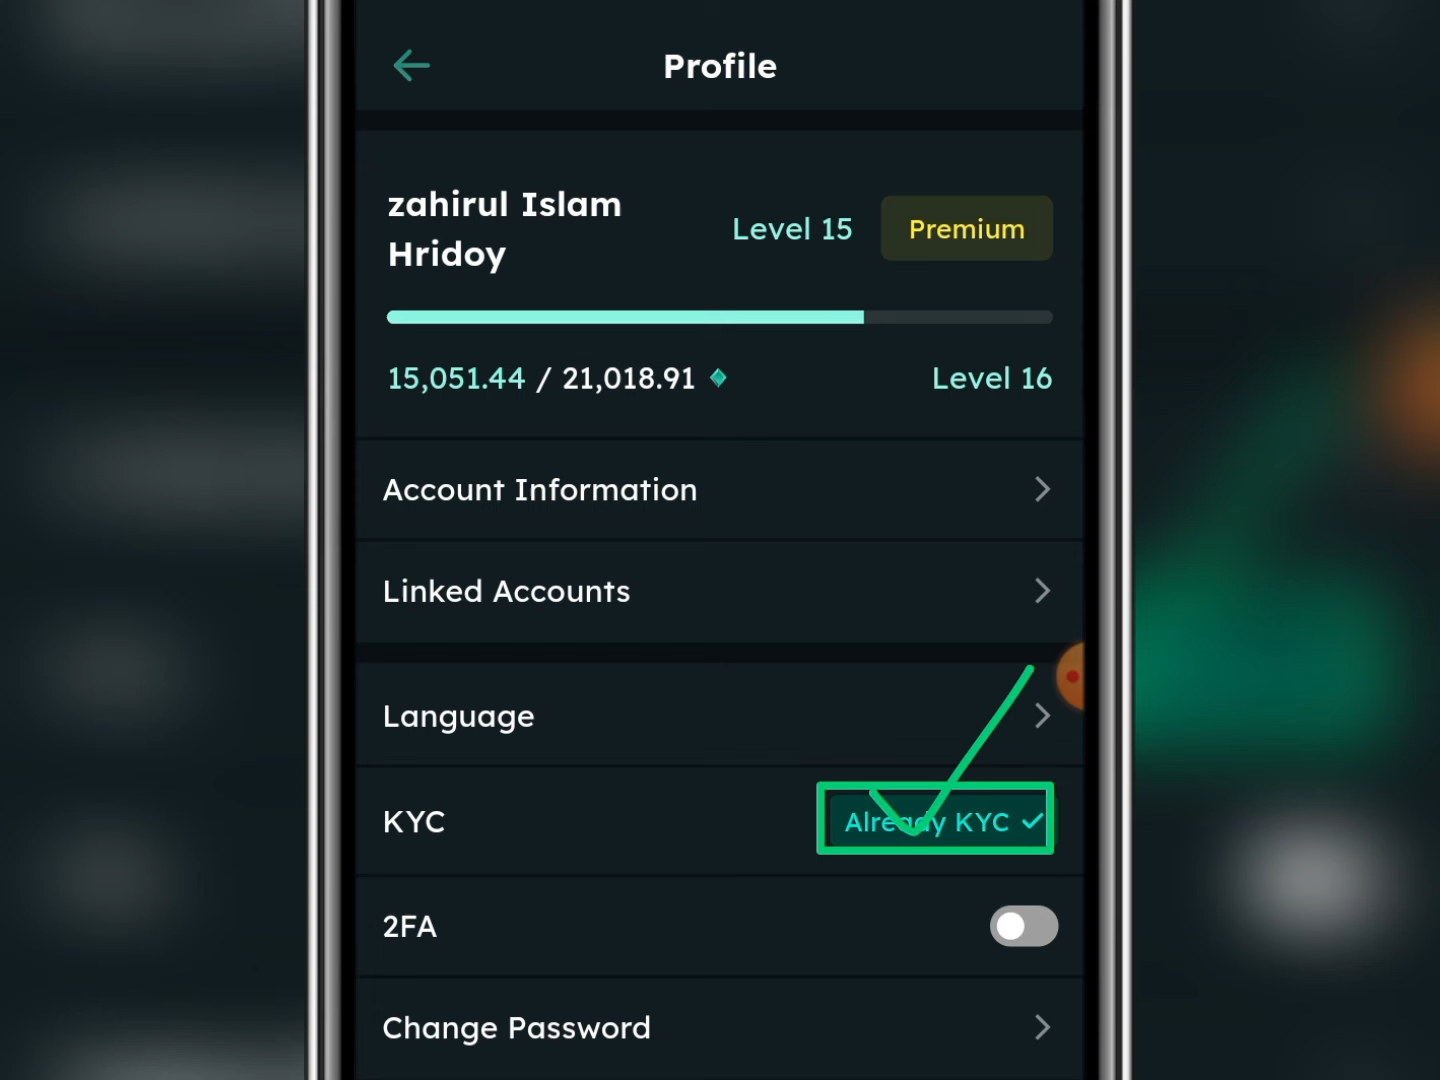 Profile
zahirul Islam
Hridoy
Level 15
Premium
15,051.44 / 21,018.91
Level 16
Account Information
Linked Accounts
Language
KYC
Already KYC
2FA
Change Password